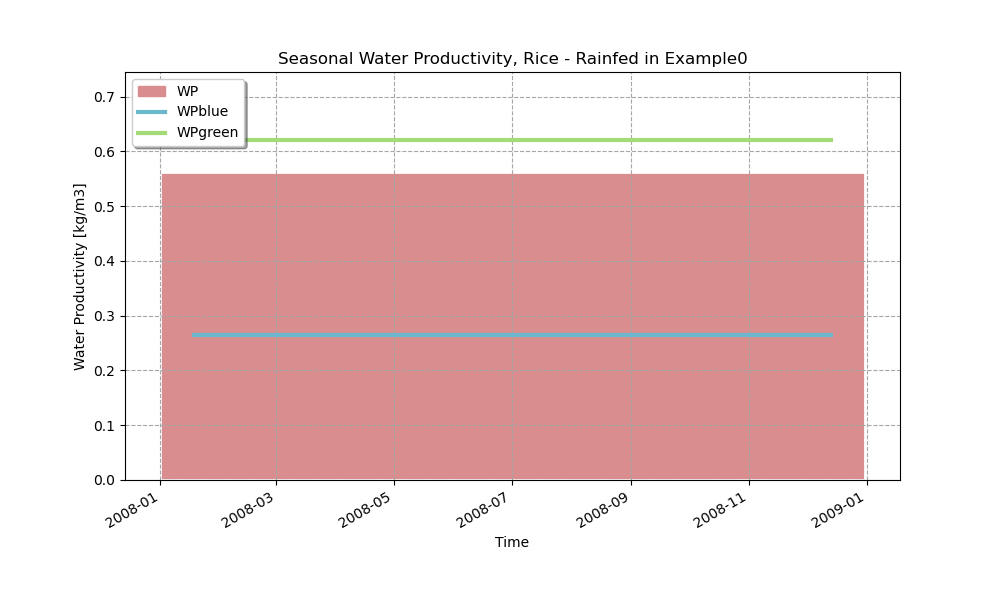 Seasonal Water Productivity, Rice - Rainfed in Example0
WP
WPblue
WPgreen
Water Productivity [kg/m3]
0.7
0.6
0.5
0.4
0.3
0.2
0.1
0.0
2008-01
2008-03
2008-05
2008-07
2008-09
2008-11
2009-01
Time